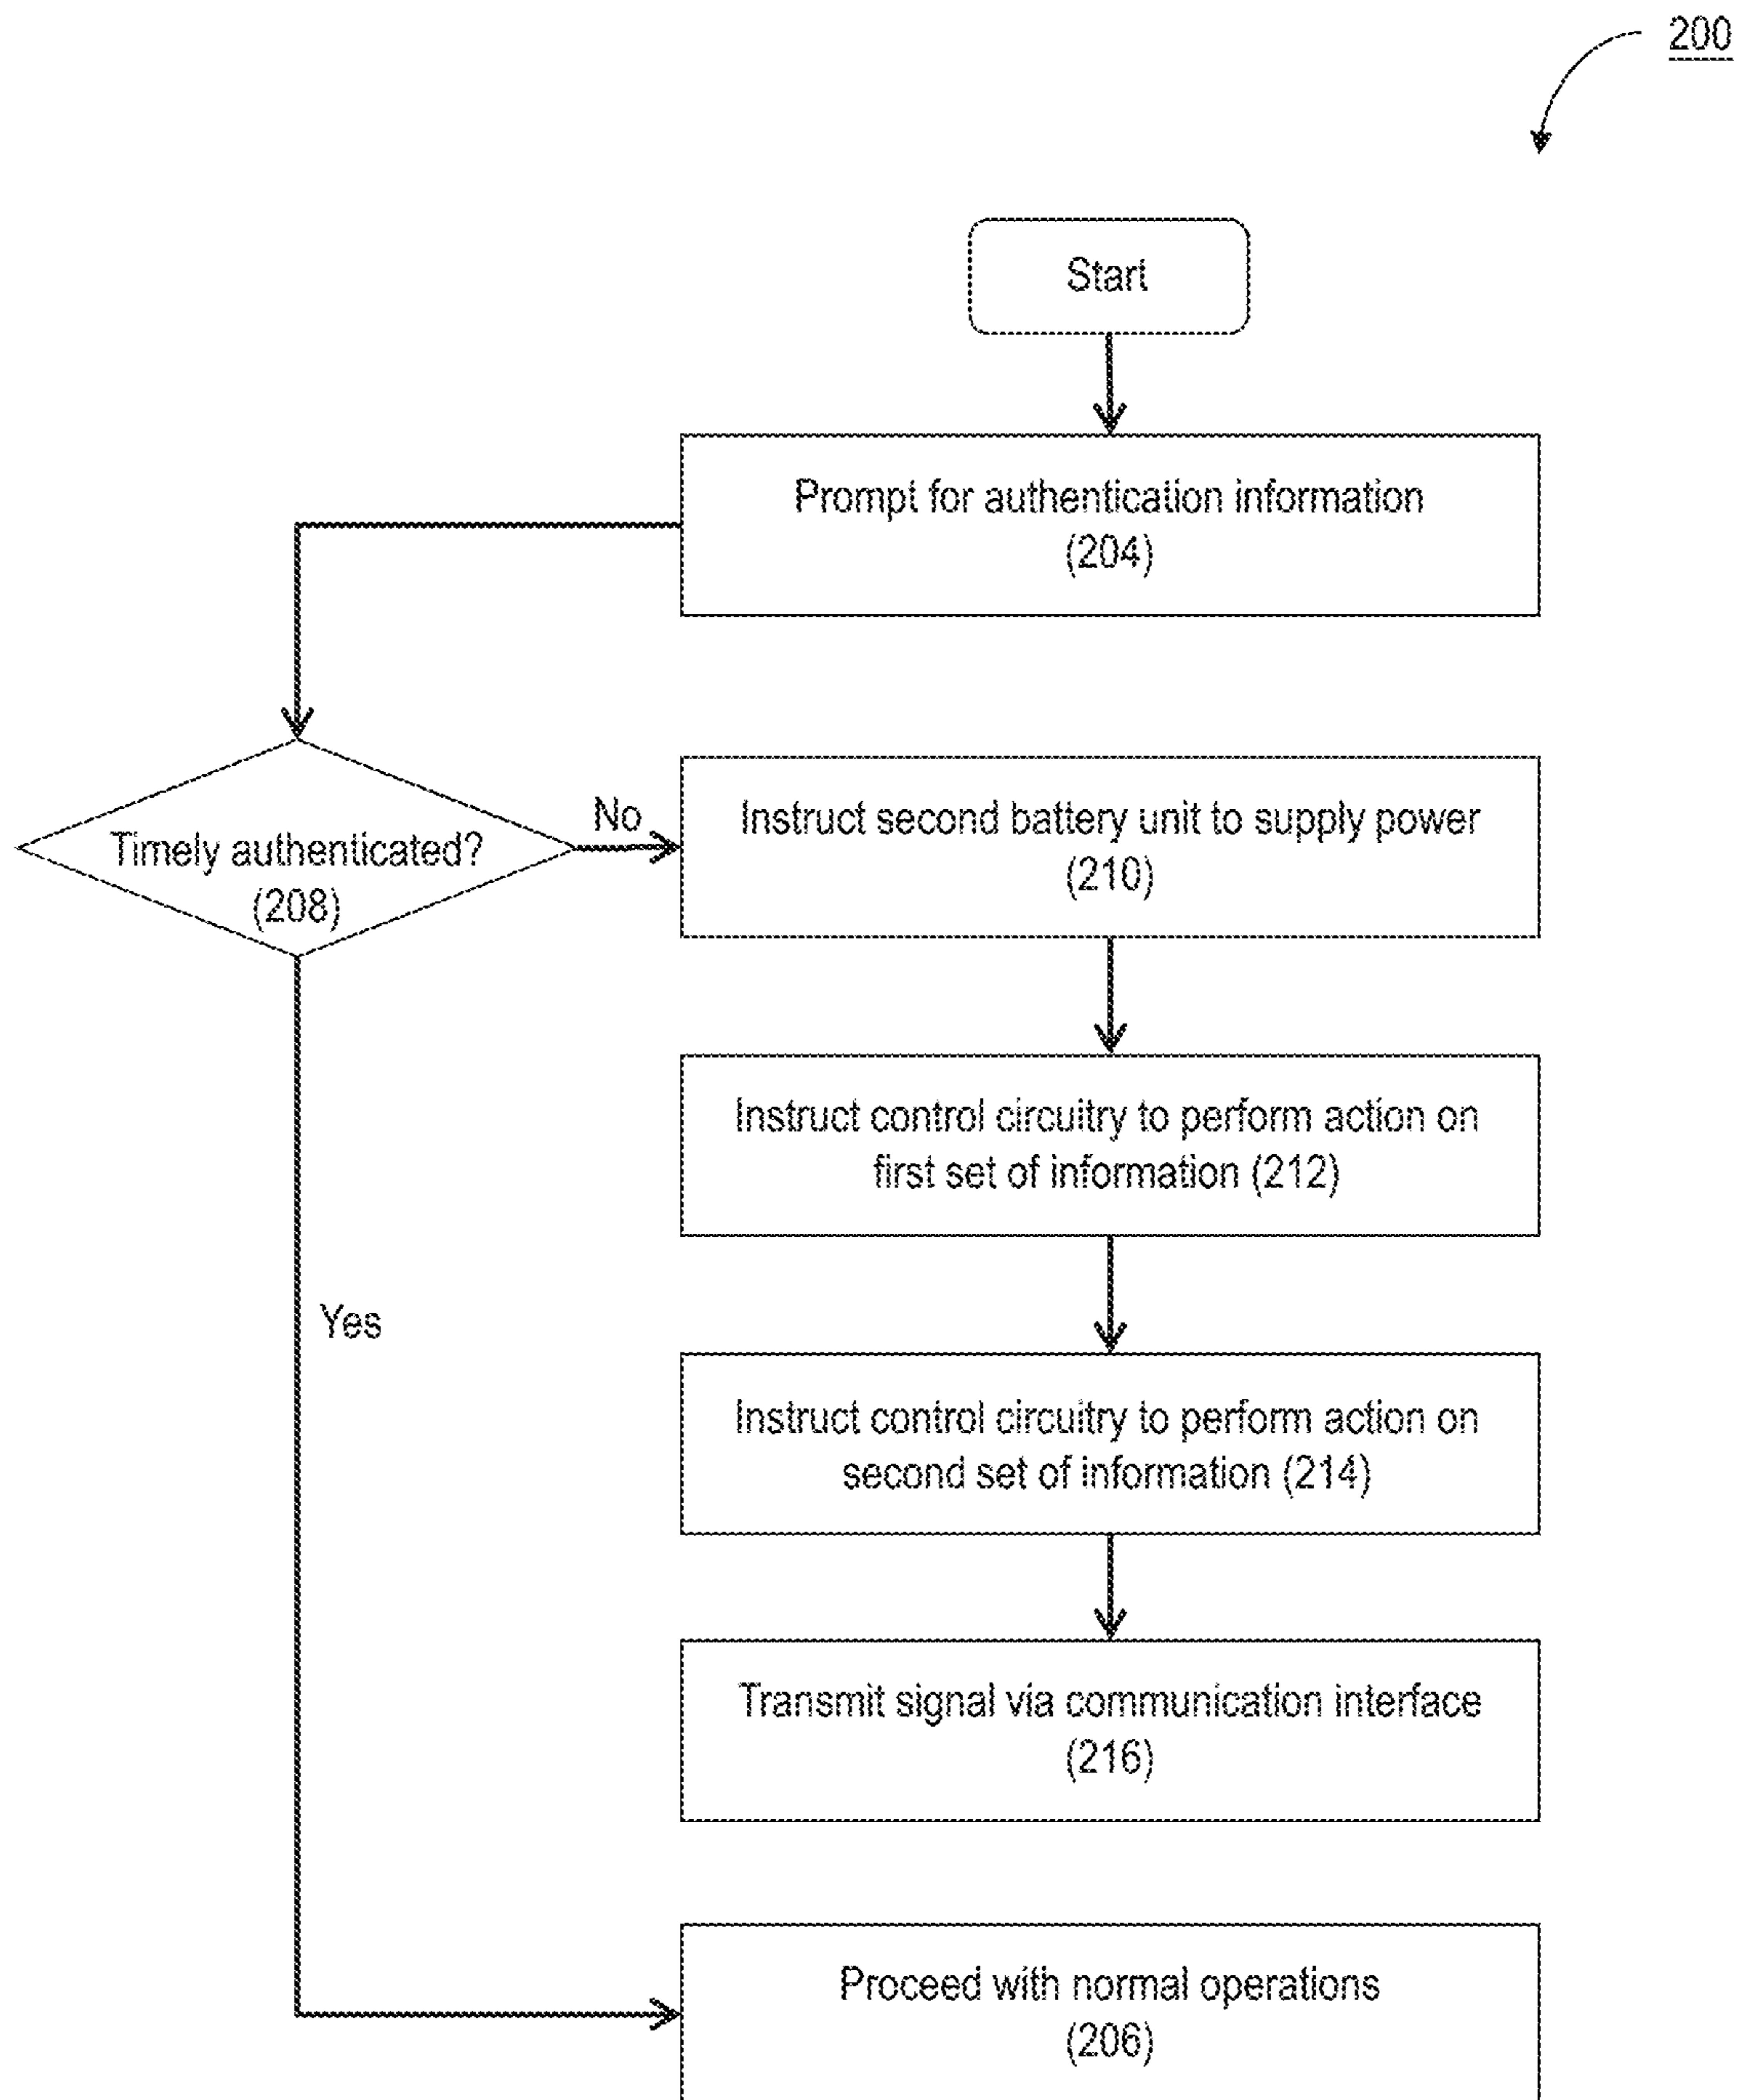 200
Start
Prompt for authentication information
(204)
Timely authenticated?
(208)
No
Instruct second battery unit to supply power
(210)
Instruct control circuitry to perform action on
first set of information (212)
Yes
Instruct control circuitry to perform action on
second set of information (214)
Transmit signal via communication interface
(216)
Proceed with normal operations
(206)